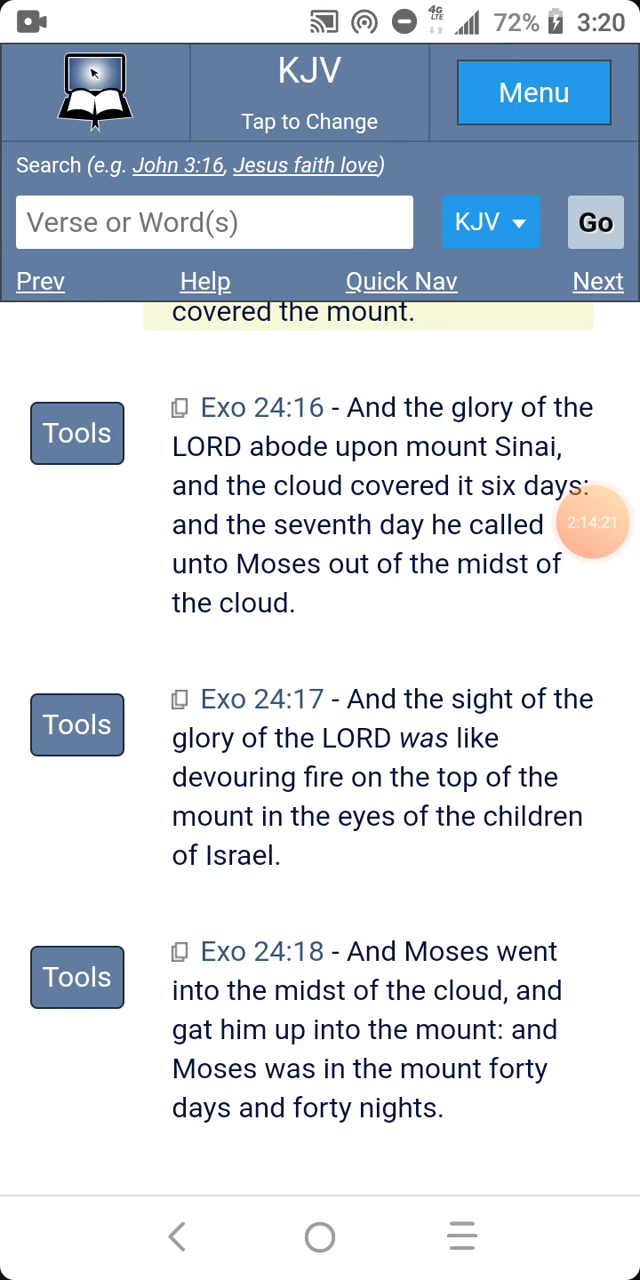 4G
LTE
72%
3:20
KJV
Tap to Change
Menu
Search (e.g. John 3:16, Jesus faith love)
Verse or Word(s)
KJV
Go
Prev
Help
Quick Nav
Next
covered the mount.
Tools
Exo 24:16 - And the glory of the
LORD abode upon mount Sinai,
and the cloud covered it six days:
and the seventh day he called
2:14:21
unto Moses out of the midst of
the cloud.
Tools
Exo 24:17 - And the sight of the
glory of the LORD was like
devouring fire on the top of the
mount in the eyes of the children
of Israel.
Tools
Exo 24:18 - And Moses went
into the midst of the cloud, and
gat him up into the mount: and
Moses was in the mount forty
days and forty nights.